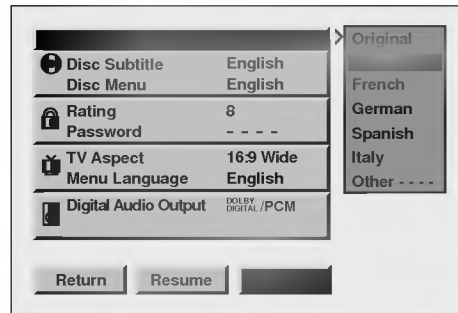 Original
Disc Subtitle English
Disc Menu English
French
Rating 8
German
Password - - - -
Spanish
TV Aspect 16:9 Wide
Italy
Menu Language English
Other - - - -
Digital Audio Output DOLBY DIGITAL /PCM
Return Resume